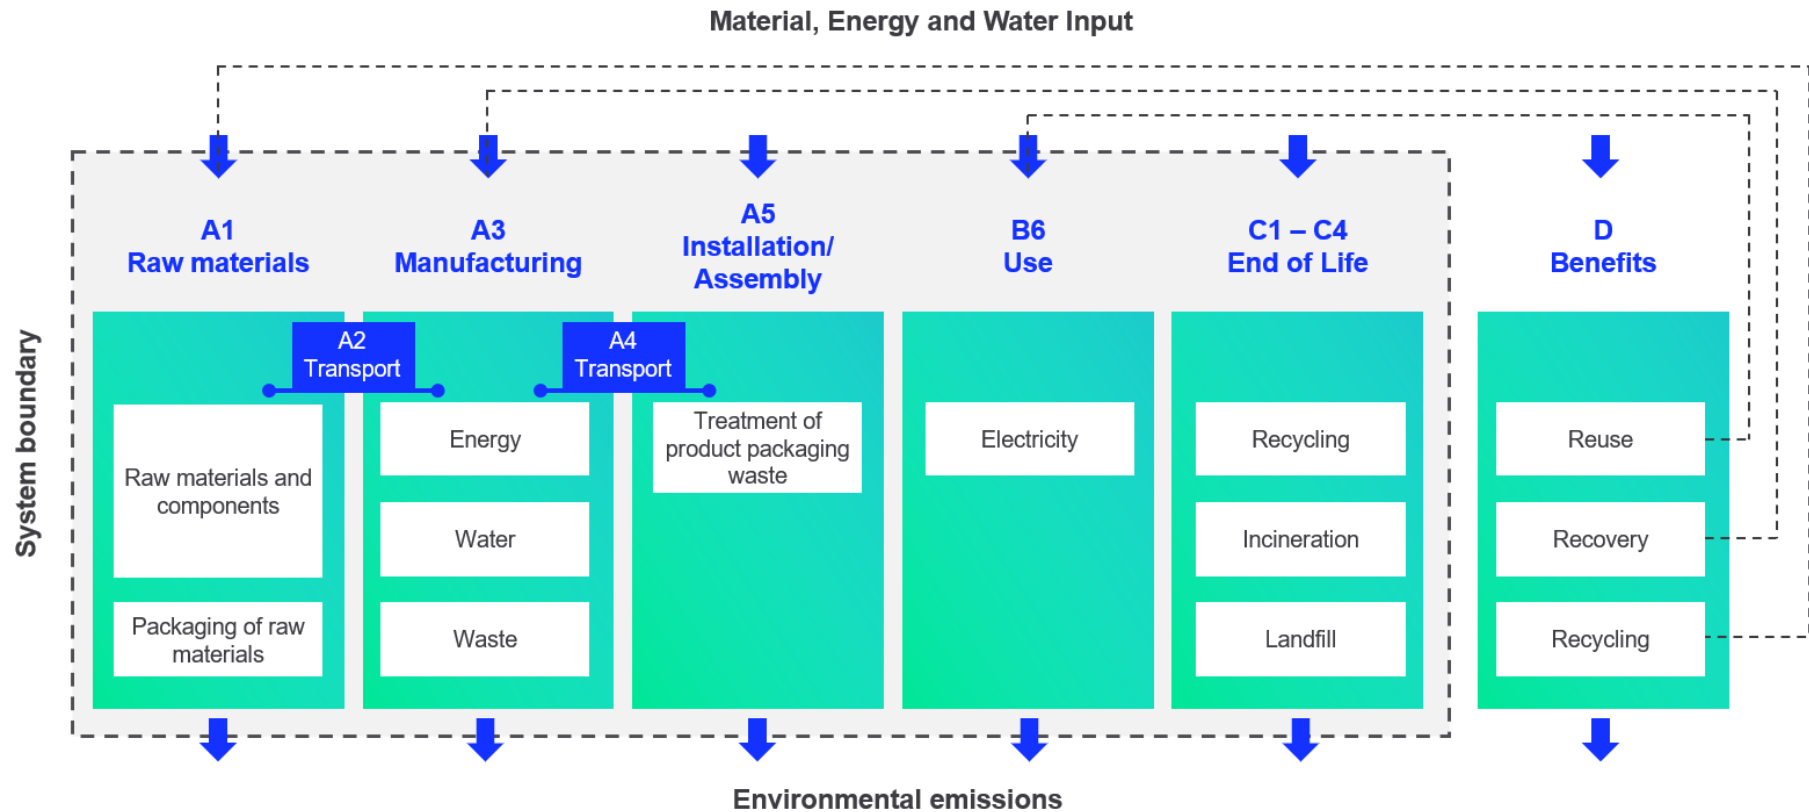 Material, Energy and Water Input
A1
Raw materials
A3
Manufacturing
A5
Installation/
Assembly
B6
Use
C1 – C4
End of Life
D
Benefits
System boundary
A2
Transport
A4
Transport
Raw materials and
components
Packaging of raw
materials
Energy
Water
Waste
Treatment of
product packaging
waste
Electricity
Recycling
Incineration
Landfill
Reuse
Recovery
Recycling
Environmental emissions